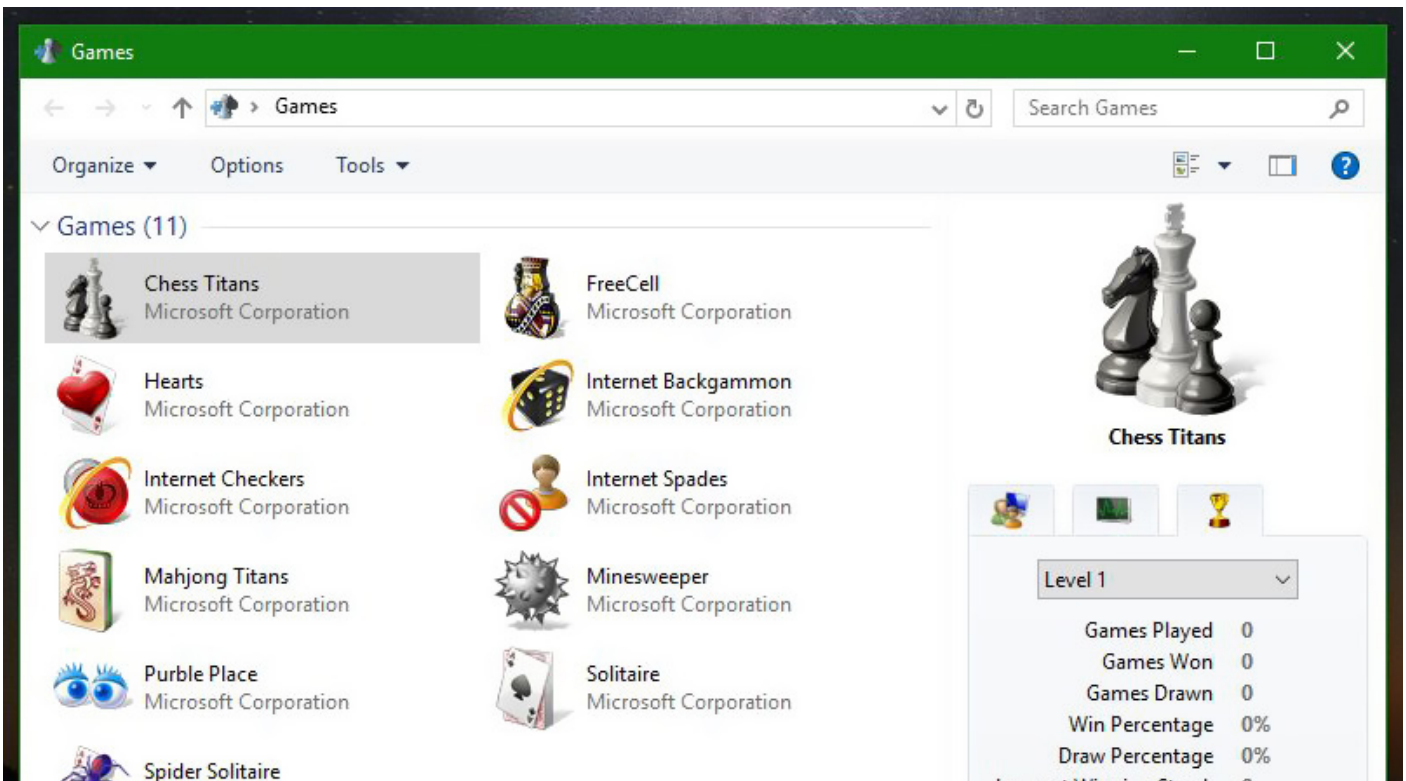 Games
Games
Search Games
Organize
Options
Tools
?
Games (11)
Chess Titans
Microsoft Corporation
FreeCell
Microsoft Corporation
Hearts
Microsoft Corporation
Internet Backgammon
Microsoft Corporation
Internet Checkers
Microsoft Corporation
Internet Spades
Microsoft Corporation
Mahjong Titans
Microsoft Corporation
Minesweeper
Microsoft Corporation
Purble Place
Microsoft Corporation
Solitaire
Microsoft Corporation
Spider Solitaire
Chess Titans
Level 1
Games Played 0
Games Won 0
Games Drawn 0
Win Percentage 0%
Draw Percentage 0%